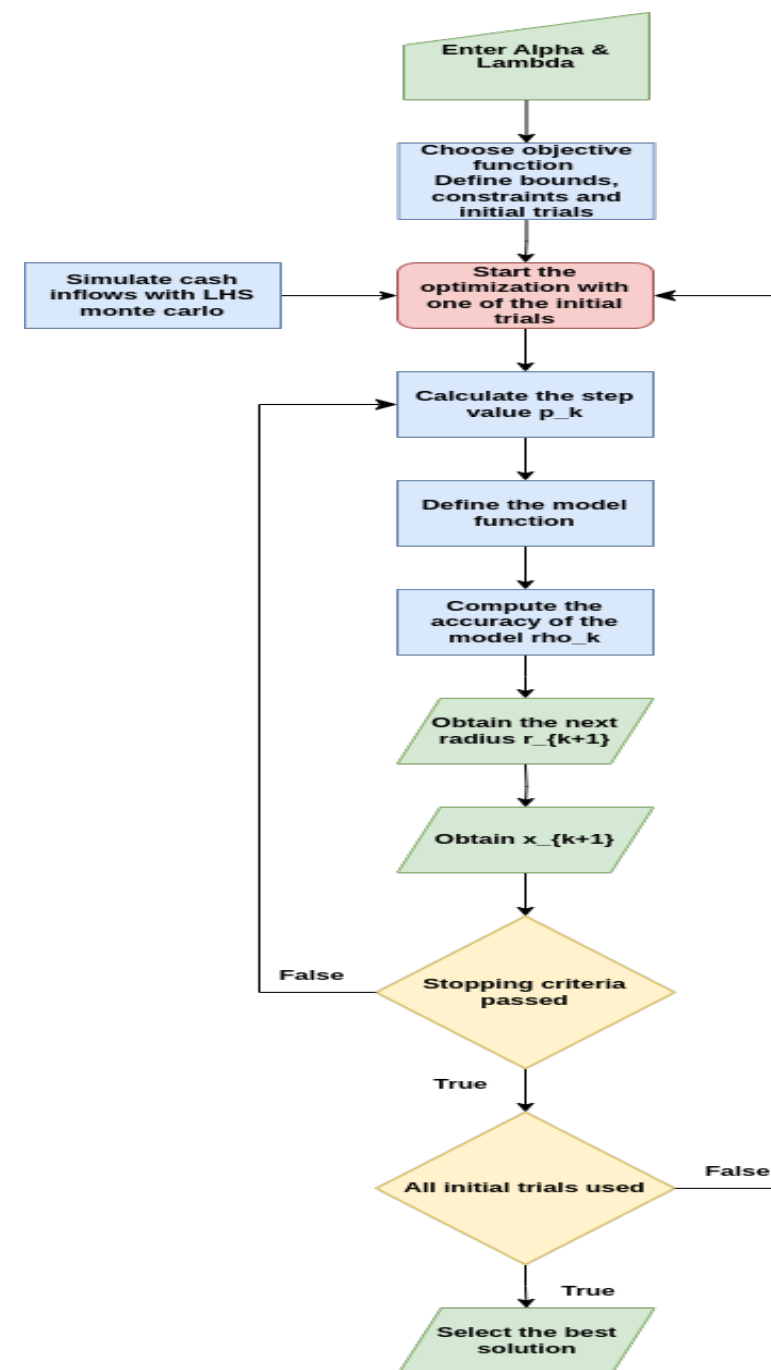 Enter Alpha &
Lambda
Choose objective
function
Define bounds,
constraints and
initial trials
Simulate cash
inflows with LHS
monte carlo
Start the
optimization with
one of the initial
trials
Calculate the step
value p_k
Define the model
function
Compute the
accuracy of the
model rho_k
Obtain the next
radius r_{k+1}
Obtain x_{k+1}
False
Stopping criteria
passed
True
All initial trials used
False
True
Select the best
solution